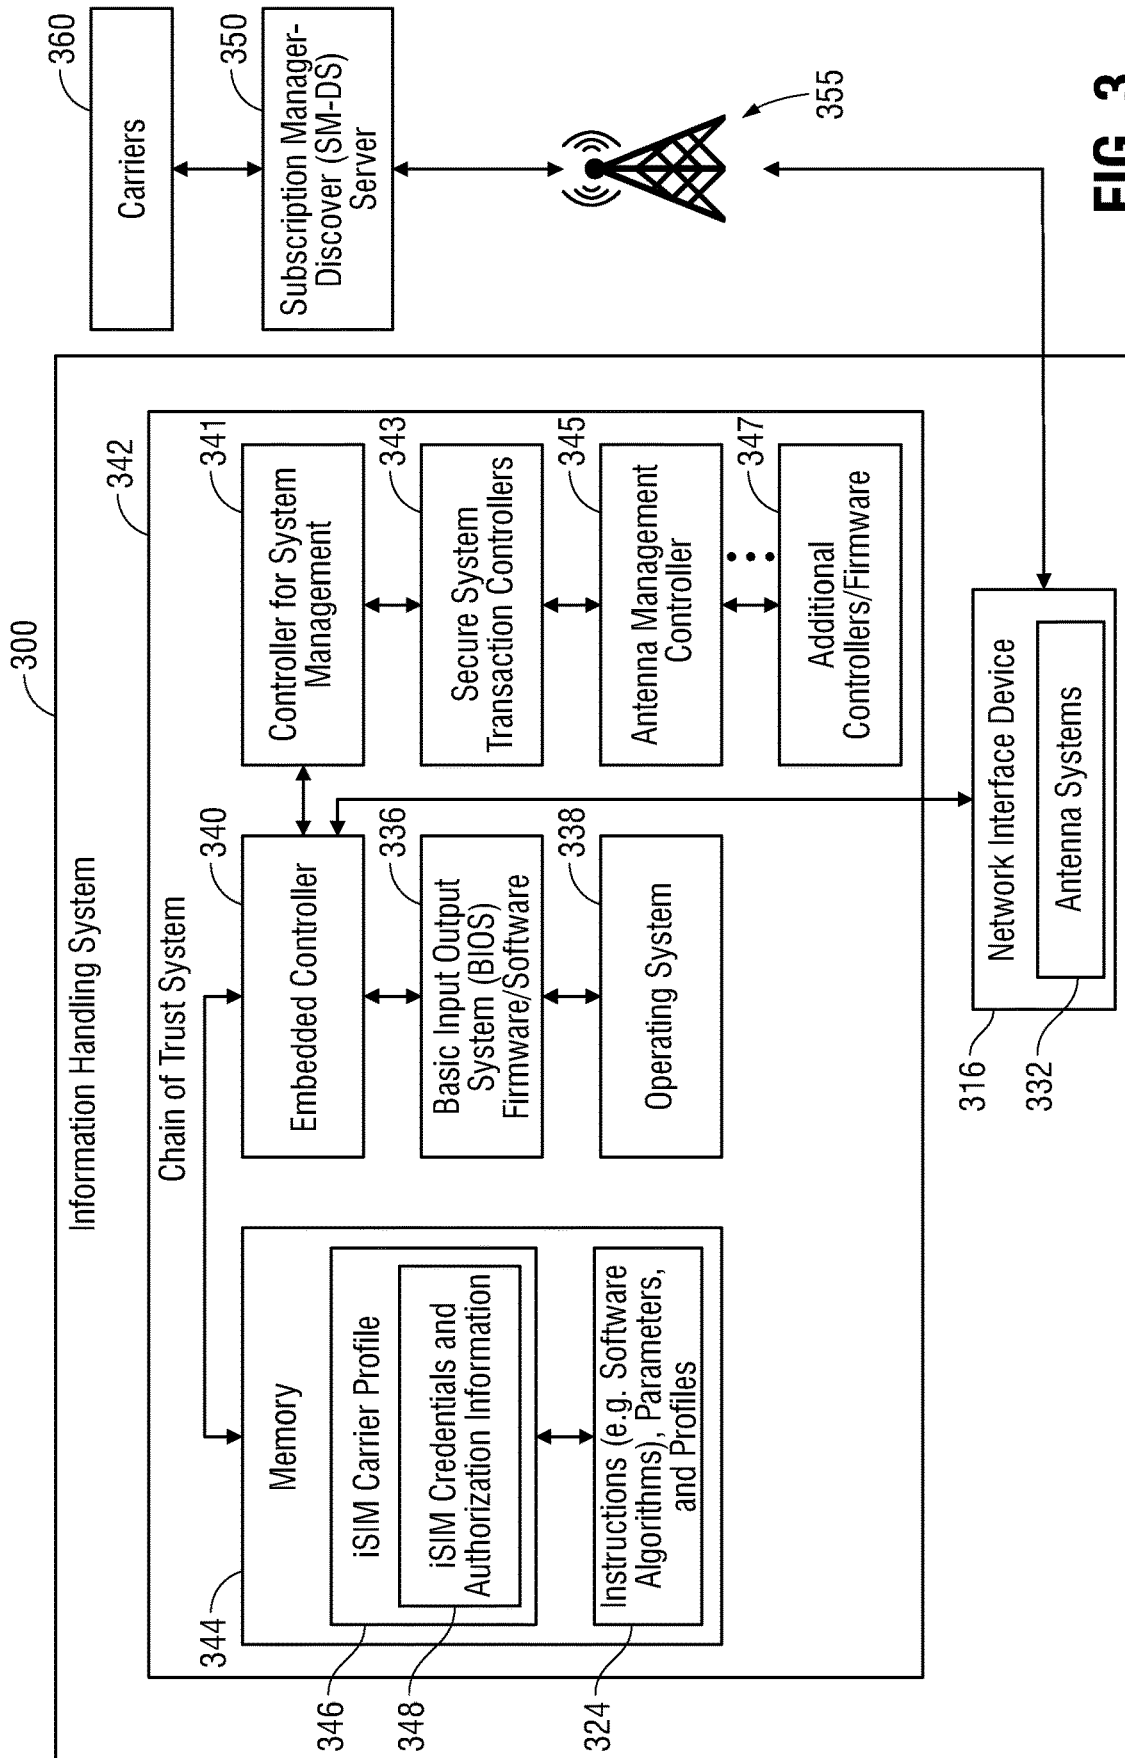 300
Information Handling System
342
Chain of Trust System
344
Memory
346
iSIM Carrier Profile
348
iSIM Credentials and
Authorization Information
324
Instructions (e.g. Software
Algorithms), Parameters,
and Profiles
340
Embedded Controller
336
Basic Input Output
System (BIOS)
Firmware/Software
338
Operating System
341
Controller for System
Management
343
Secure System
Transaction Controllers
345
Antenna Management
Controller
347
Additional
Controllers/Firmware
316
Network Interface Device
332
Antenna Systems
360
Carriers
350
Subscription Manager-
Discover (SM-DS)
Server
355
FIG. 3